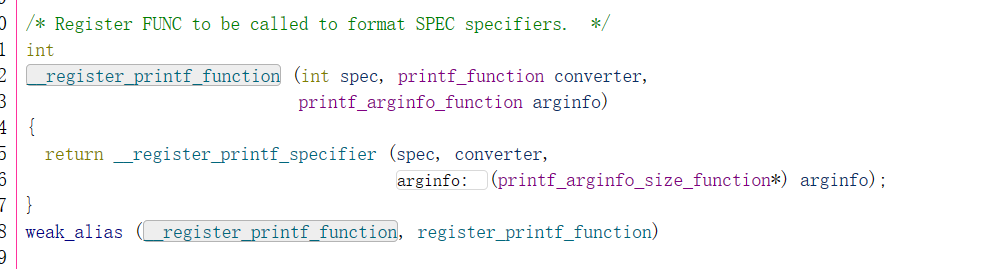 0 /* Register FUNC to be called to format SPEC specifiers.  */
1 int
2 __register_printf_function (int spec, printf_function converter,
3                             printf_arginfo_function arginfo)
4 {
5   return __register_printf_specifier (spec, converter,
6                                       arginfo: (printf_arginfo_size_function*) arginfo);
7 }
8 weak_alias (__register_printf_function, register_printf_function)
9